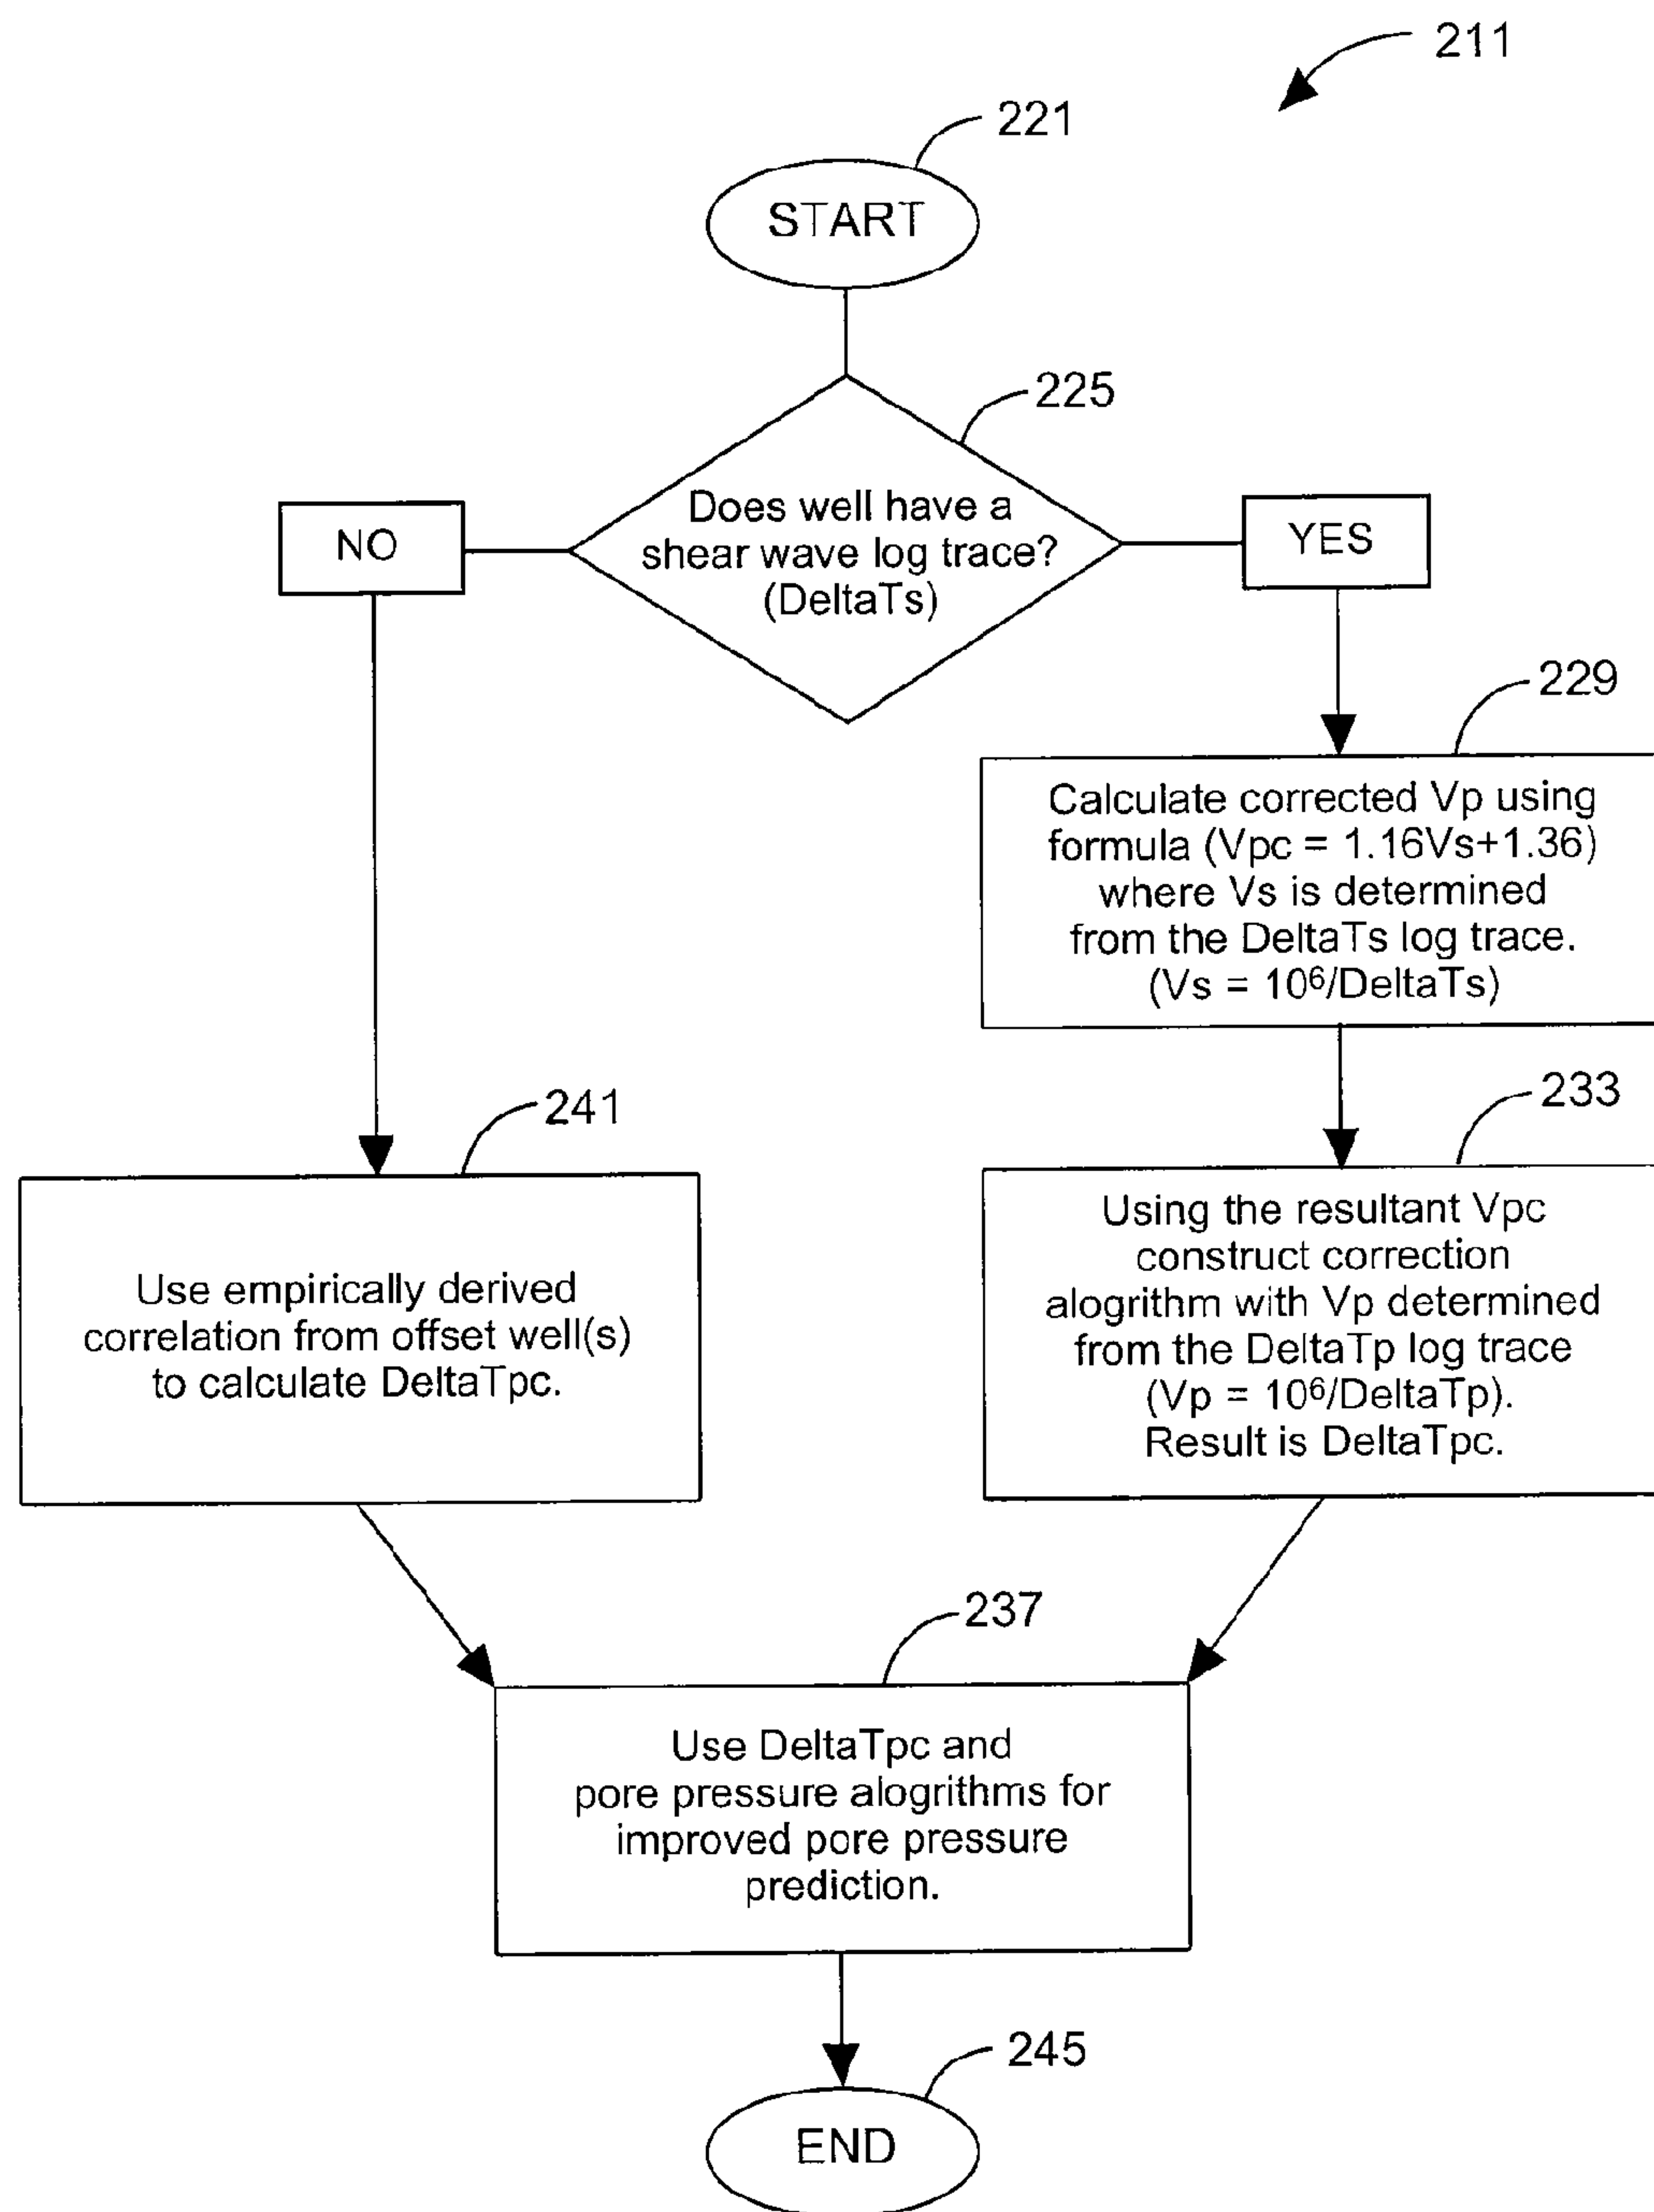 211
221
START
225
Does well have a
shear wave log trace?
(DeltaTs)
NO
YES
229
Calculate corrected Vp using
formula (Vpc = 1.16Vs+1.36)
where Vs is determined
from the DeltaTs log trace.
(Vs = 10⁶/DeltaTs)
241
Use empirically derived
correlation from offset well(s)
to calculate DeltaTpc.
233
Using the resultant Vpc
construct correction
alogrithm with Vp determined
from the DeltaTp log trace
(Vp = 10⁶/DeltaTp).
Result is DeltaTpc.
237
Use DeltaTpc and
pore pressure alogrithms for
improved pore pressure
prediction.
245
END